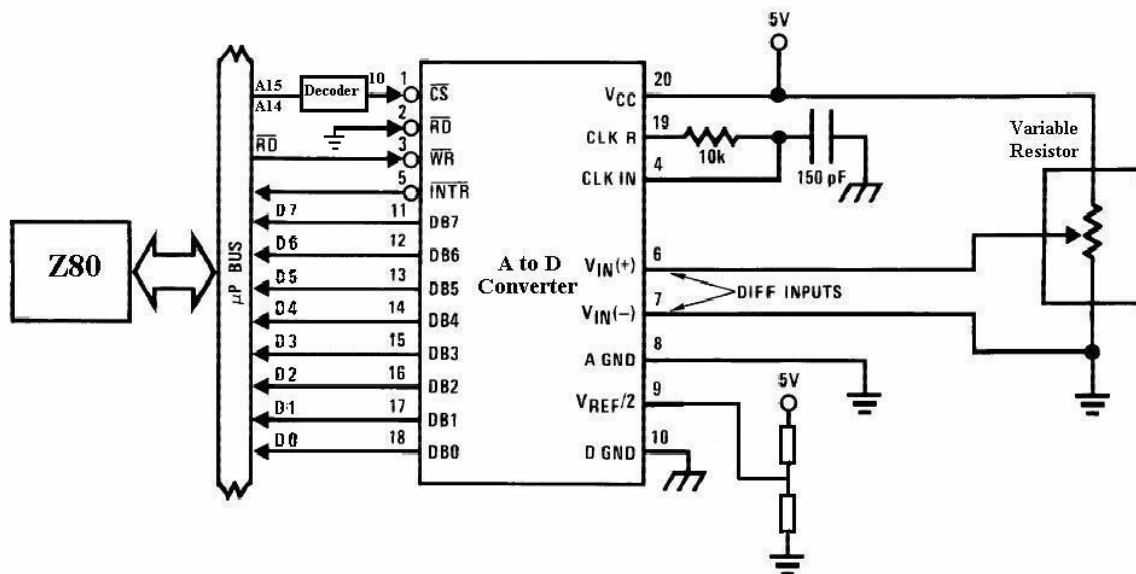 5V
A15
Decoder
10
1
CS
20
VCC
A14
2
RD
19
CLK R
10k
150 pF
Variable
Resistor
RD
3
WR
4
CLK IN
5
INTR
D7
11
DB7
D6
12
DB6
Z80
µP BUS
A to D
Converter
6
VIN(+)
DIFF INPUTS
D5
13
DB5
7
VIN(−)
D4
14
DB4
D3
15
DB3
8
A GND
D2
16
DB2
9
VREF/2
5V
D1
17
DB1
D0
18
DB0
10
D GND